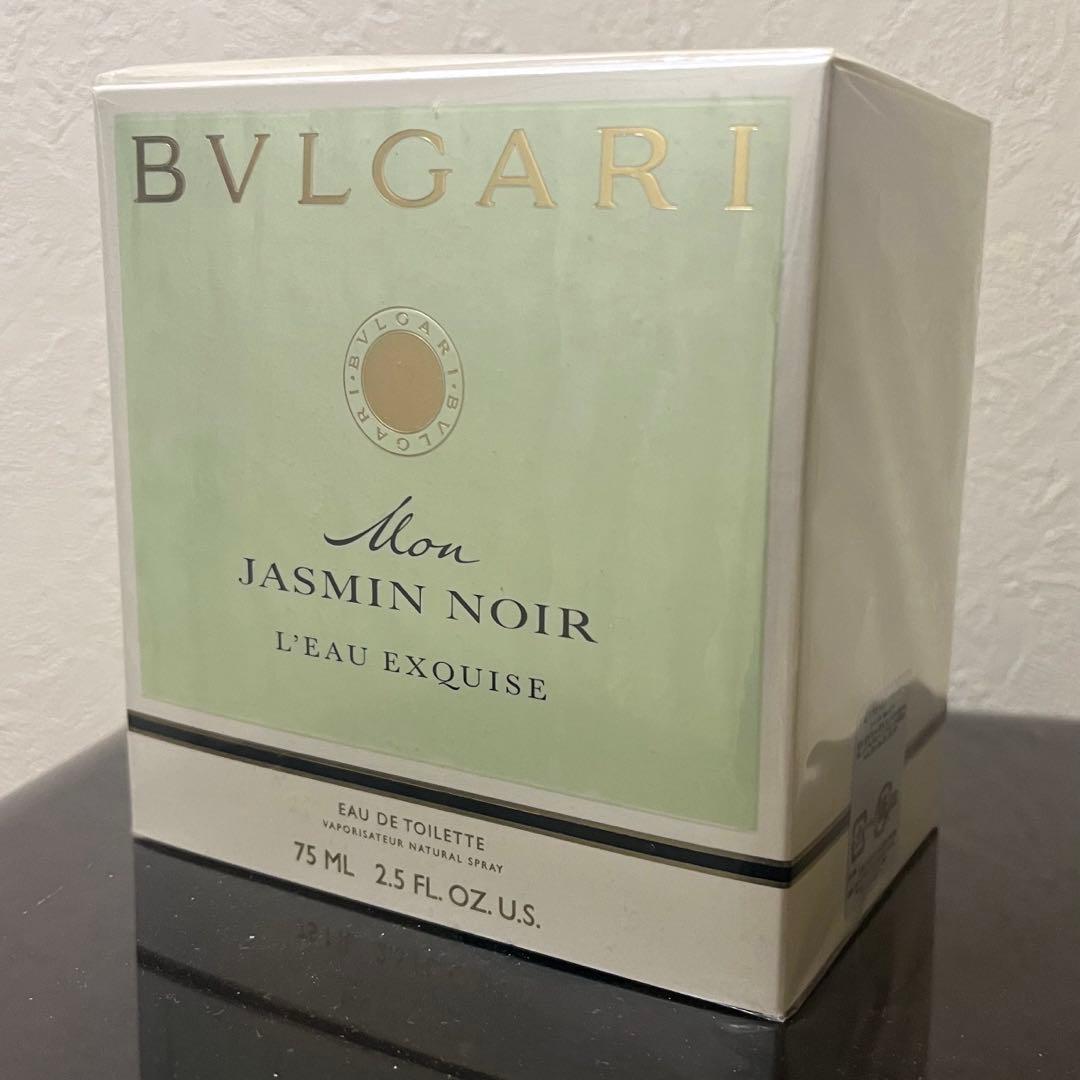 BVLGARI
BVLGARI · BVLGARI ·
Mon
JASMIN NOIR
L'EAU EXQUISE
EAU DE TOILETTE
VAPORISATEUR NATURAL SPRAY
75 ML 2.5 FL. OZ. U.S.